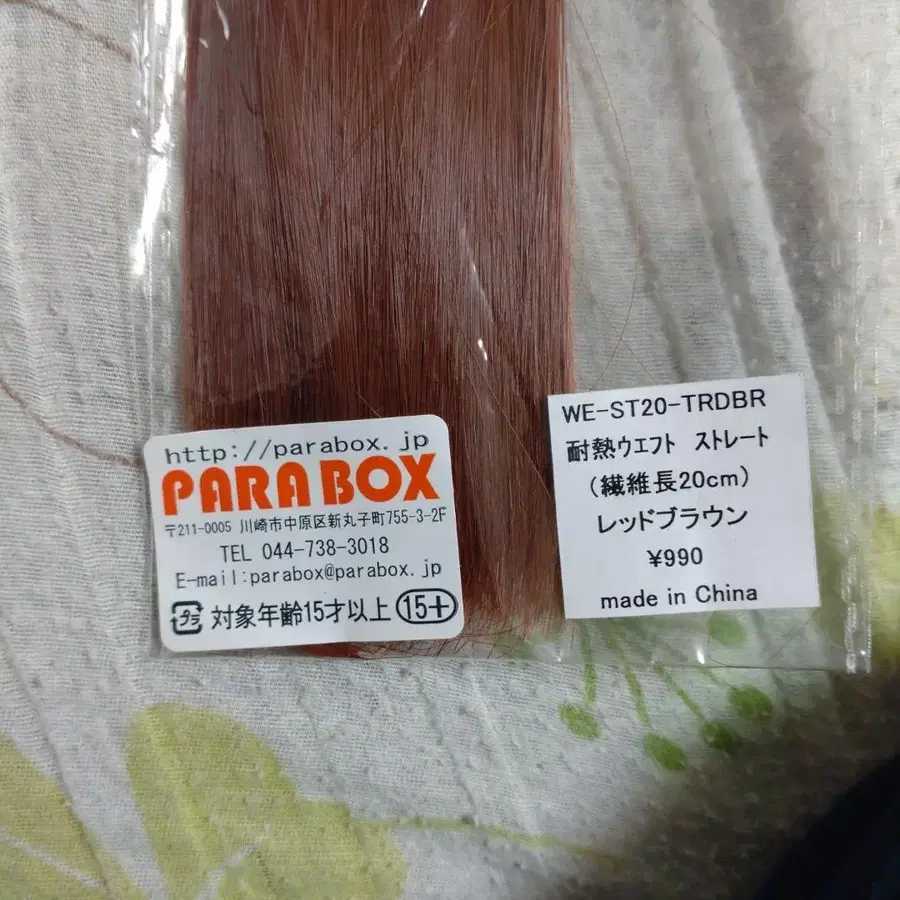 http://parabox.jp
PARABOX
〒211-0005 川崎市中原区新丸子町755-3-2F
TEL 044-738-3018
E-mail:parabox@parabox.jp
プラ 対象年齢15才以上 15+
WE-ST20-TRDBR
耐熱ウエフト ストレート
(繊維長20cm)
レッドブラウン
¥990
made in China